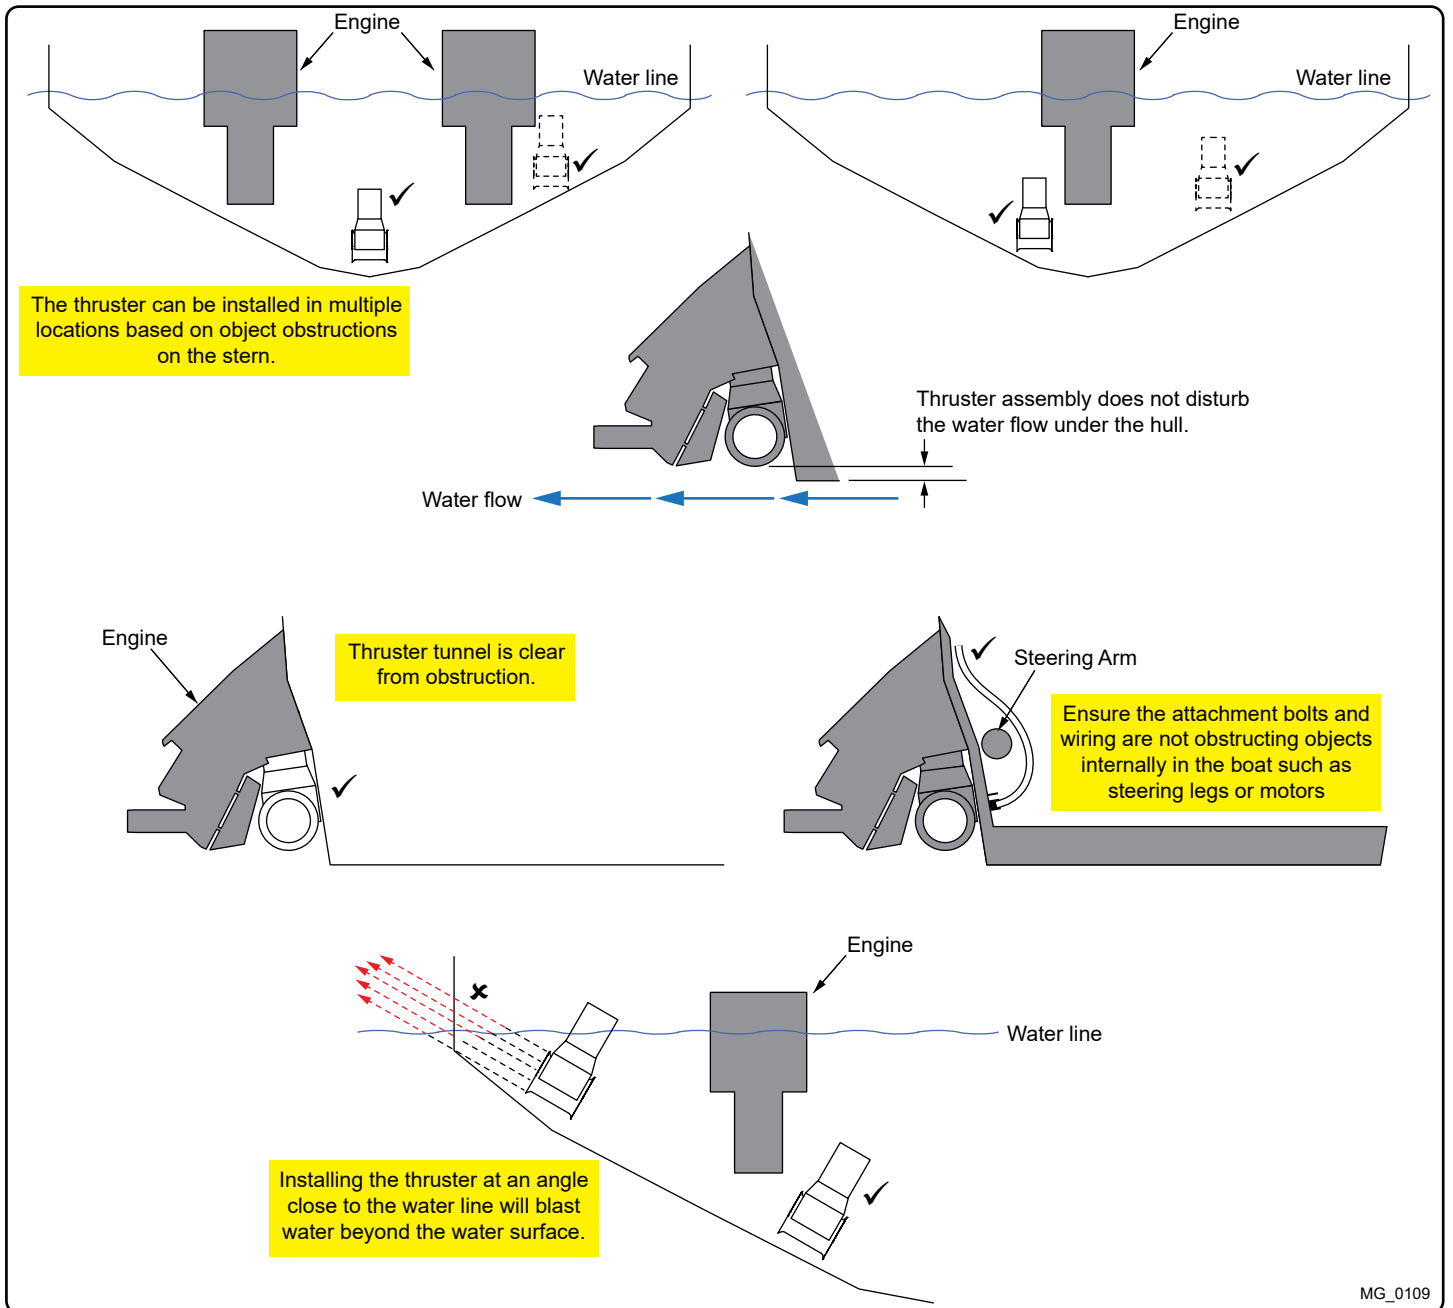 Engine
Water line
Engine
Water line
The thruster can be installed in multiple
locations based on object obstructions
on the stern.
Thruster assembly does not disturb
the water flow under the hull.
Water flow
Engine
Thruster tunnel is clear
from obstruction.
Steering Arm
Ensure the attachment bolts and
wiring are not obstructing objects
internally in the boat such as
steering legs or motors
Engine
Water line
Installing the thruster at an angle
close to the water line will blast
water beyond the water surface.
MG_0109